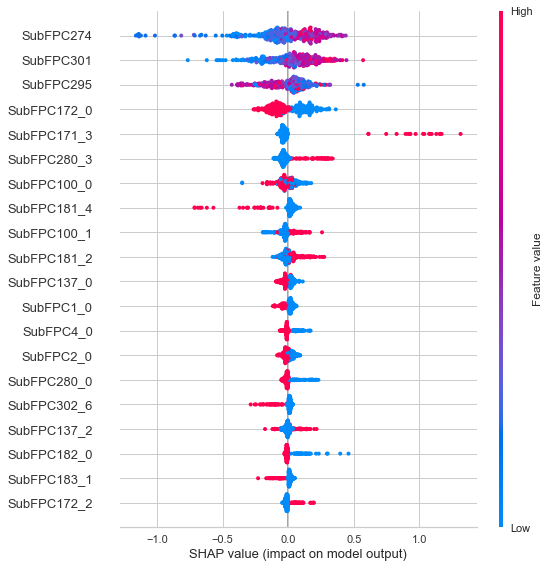 High
SubFPC274
SubFPC301
SubFPC295
SubFPC172_0
SubFPC171_3
SubFPC280_3
SubFPC100_0
SubFPC181_4
SubFPC100_1
SubFPC181_2
SubFPC137_0
SubFPC1_0
SubFPC4_0
SubFPC2_0
SubFPC280_0
SubFPC302_6
SubFPC137_2
SubFPC182_0
SubFPC183_1
SubFPC172_2
Feature value
Low
−1.0 −0.5 0.0 0.5 1.0
SHAP value (impact on model output)